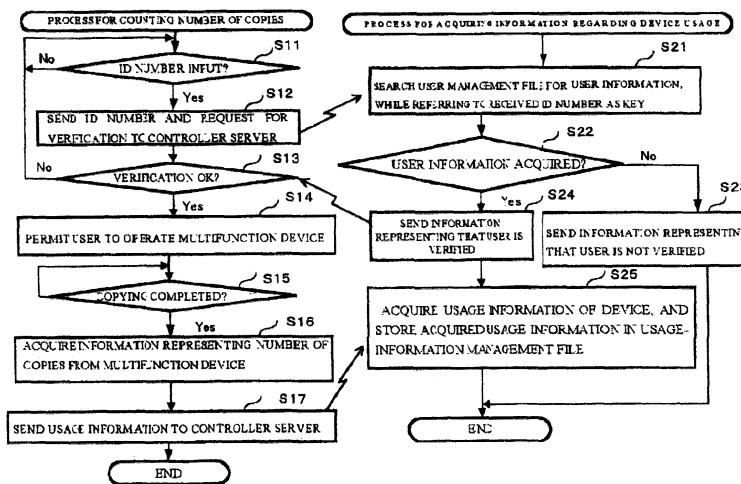 PROCESS FOR COUNTING NUMBER OF COPIES
S11
No
ID NUMBER INPUT?
Yes
S12
SEND ID NUMBER AND REQUEST FOR
VERIFICATION TO CONTROLLER SERVER
No
S13
VERIFICATION OK?
Yes
S14
PERMIT USER TO OPERATE MULTIFUNCTION DEVICE
S15
COPYING COMPLETED?
Yes
S16
ACQUIRE INFORMATION REPRESENTING NUMBER OF
COPIES FROM MULTIFUNCTION DEVICE
S17
SEND USAGE INFORMATION TO CONTROLLER SERVER
END
PROCESS FOR ACQUIRING INFORMATION REGARDING DEVICE USAGE
S21
SEARCH USER MANAGEMENT FILE FOR USER INFORMATION,
WHILE REFERRING TO RECEIVED ID NUMBER AS KEY
S22
USER INFORMATION ACQUIRED?
No
Yes
S24
SEND INFORMATION
REPRESENTING THAT USER IS
VERIFIED
S23
SEND INFORMATION REPRESENTING
THAT USER IS NOT VERIFIED
S25
ACQUIRE USAGE INFORMATION OF DEVICE, AND
STORE ACQUIRED USAGE INFORMATION IN USAGE-
INFORMATION MANAGEMENT FILE
END